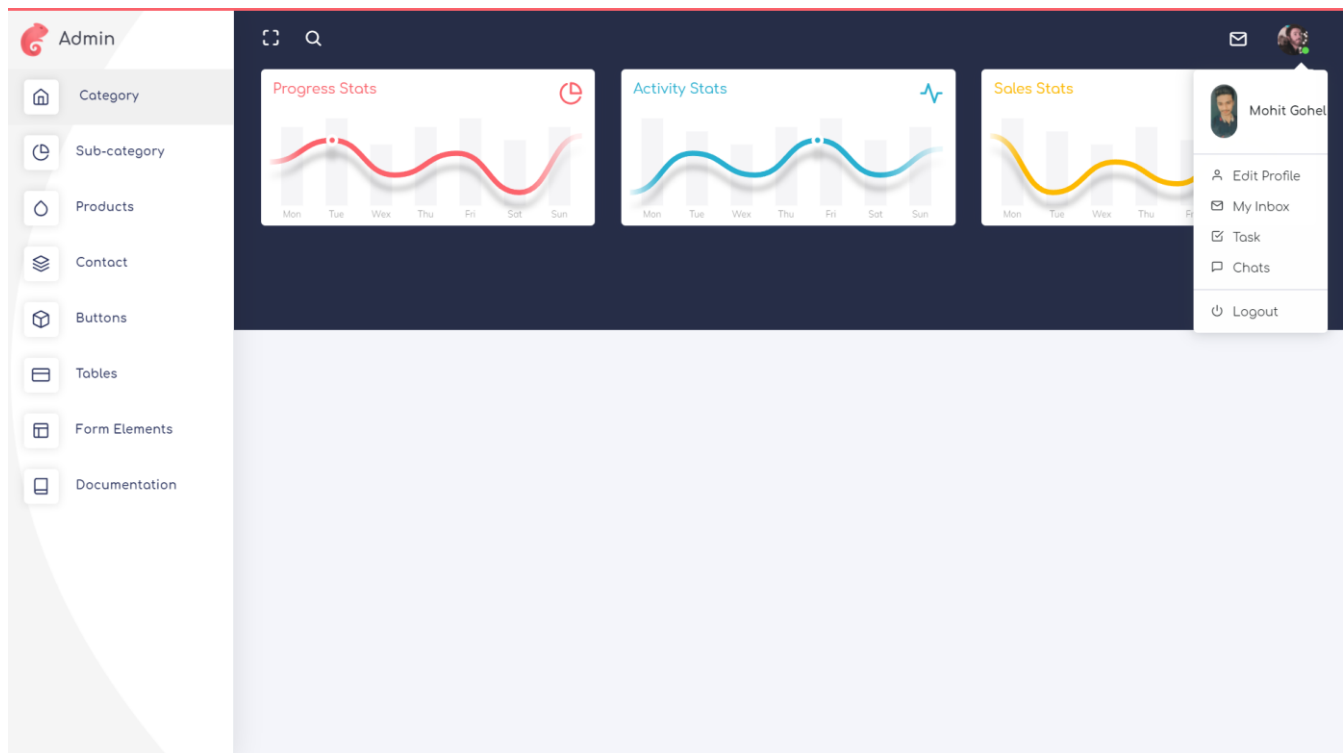 Admin
Category
Sub-category
Products
Contact
Buttons
Tables
Form Elements
Documentation
Progress Stats
Mon Tue Wex Thu Fri Sat Sun
Activity Stats
Mon Tue Wex Thu Fri Sat Sun
Sales Stats
Mon Tue Wex Thu
Mohit Gohel
Edit Profile
My Inbox
Task
Chats
Logout